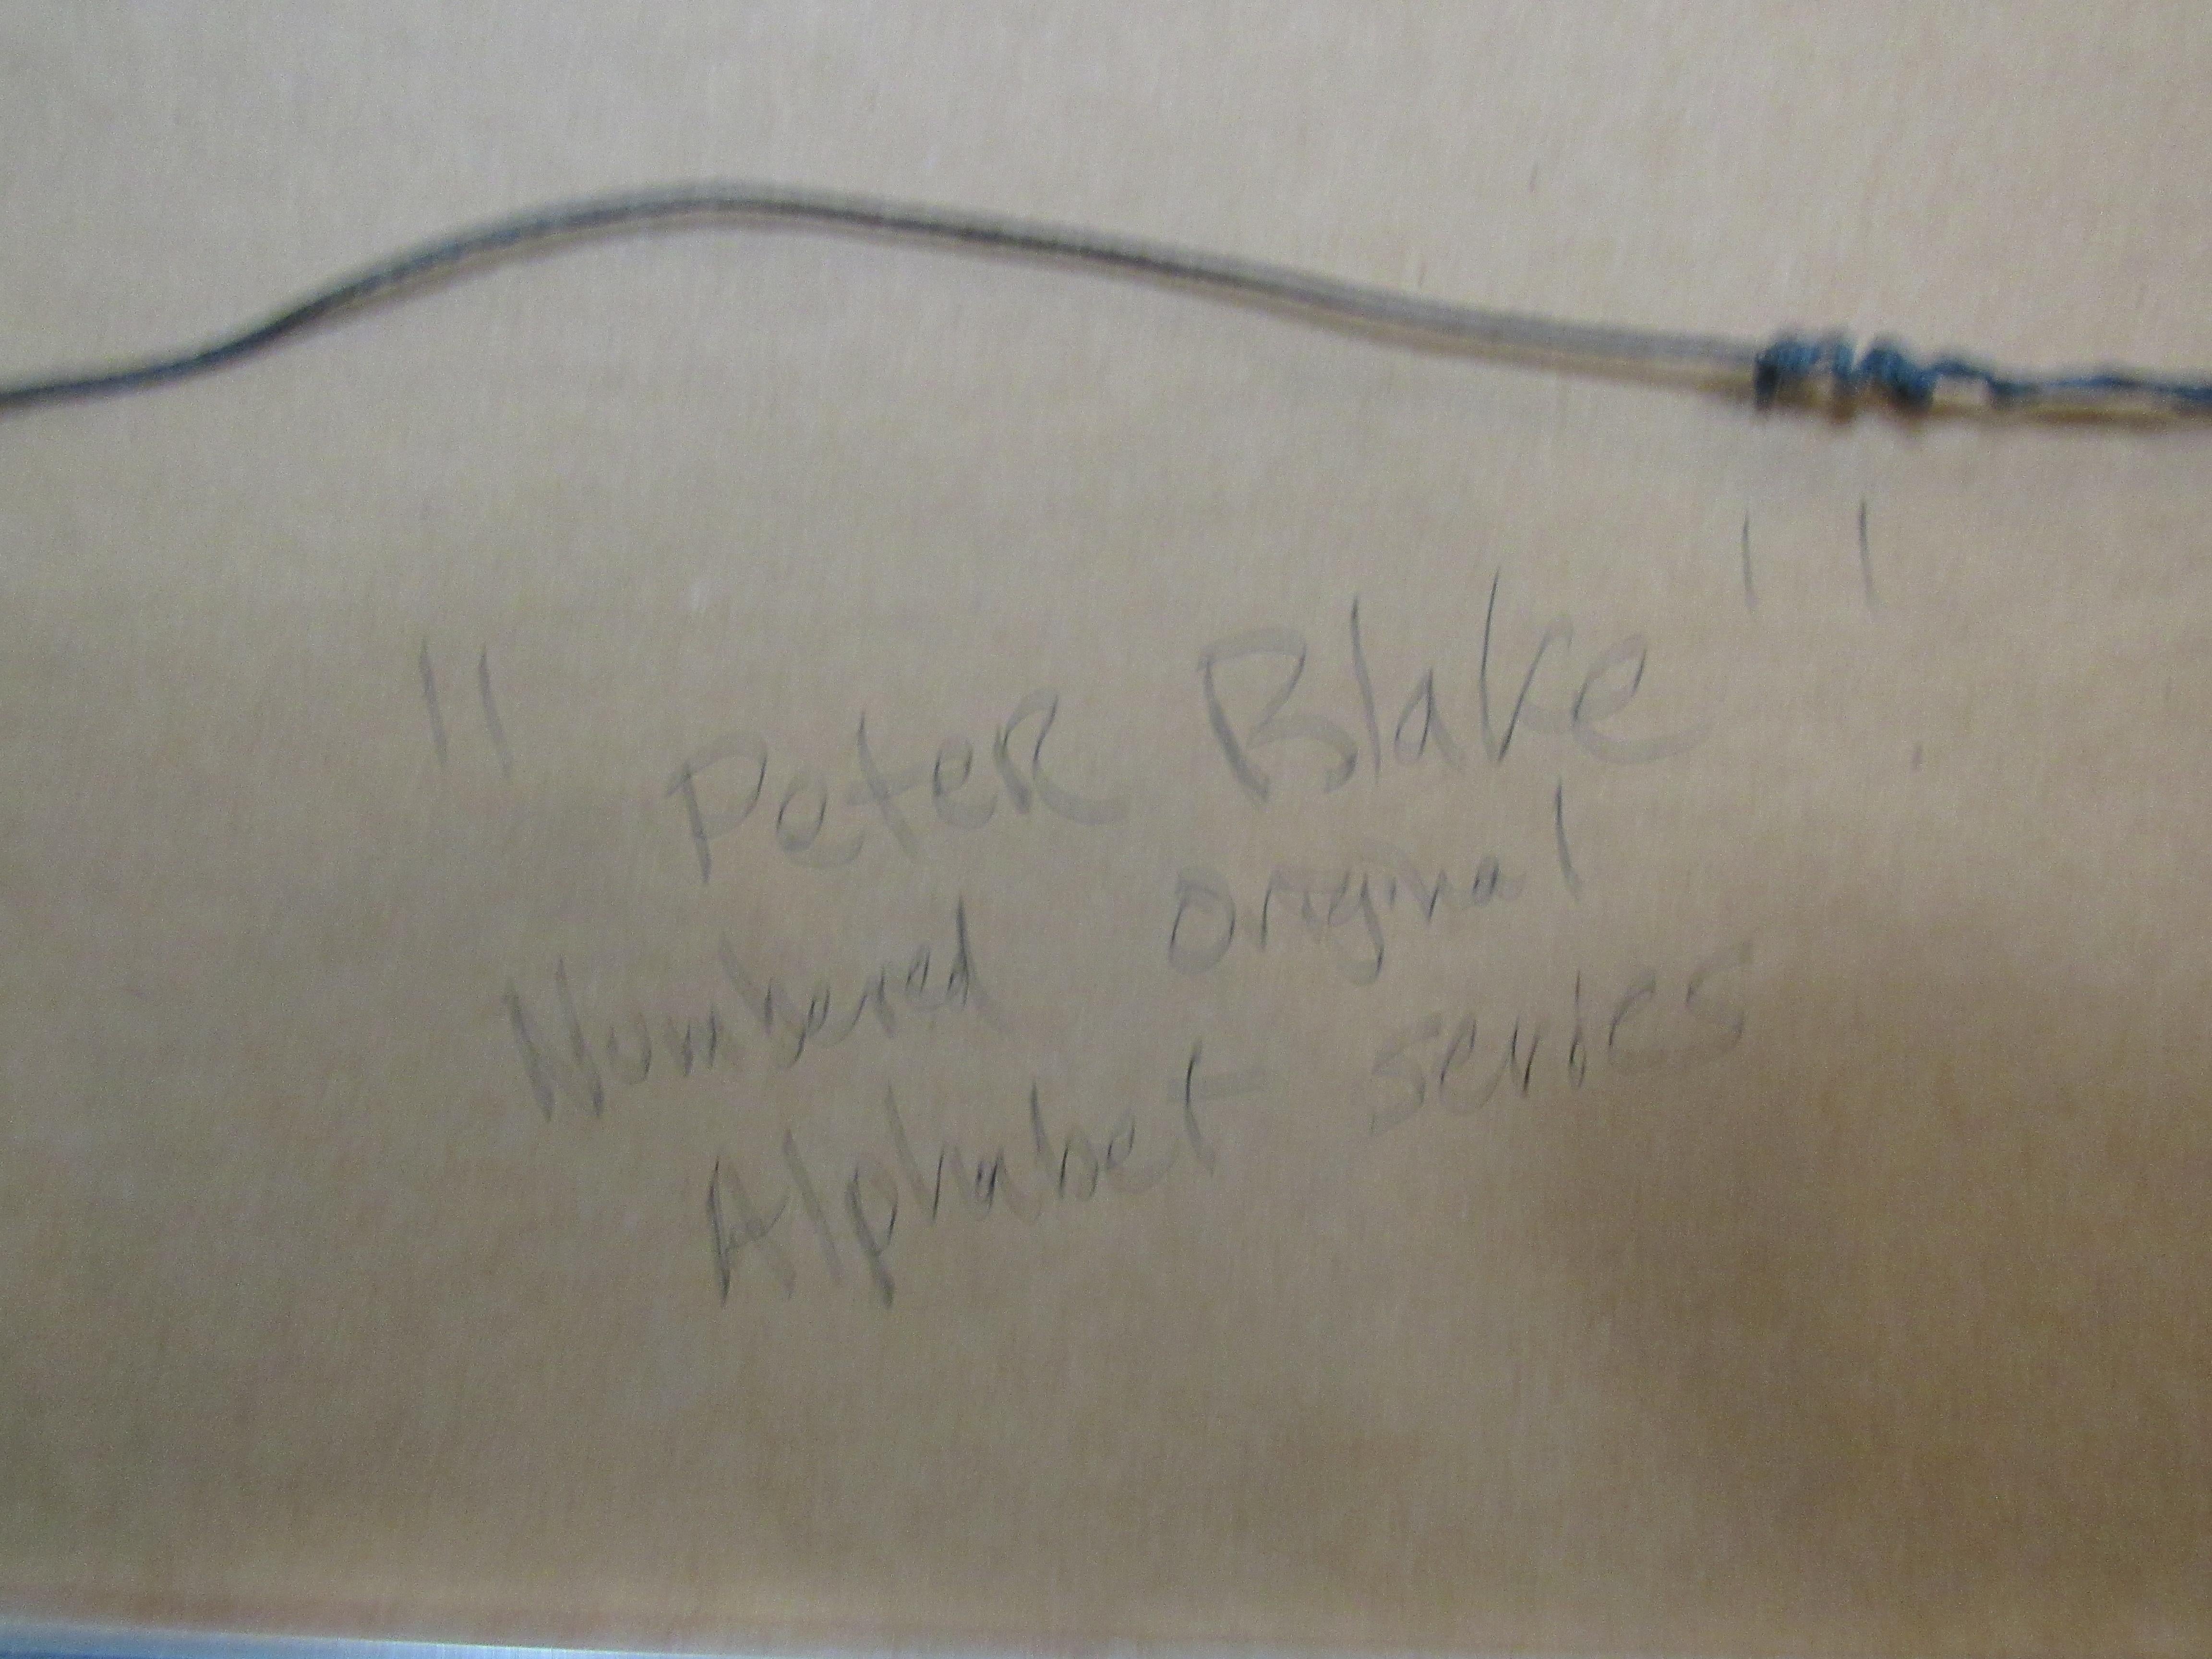 "Peter Blake"
Numbered original
Alphabet series